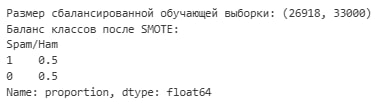 Размер сбалансированной обучающей выборки: (26918, 33000)
Баланс классов после SMOTE:
Spam/Ham
1    0.5
0    0.5
Name: proportion, dtype: float64